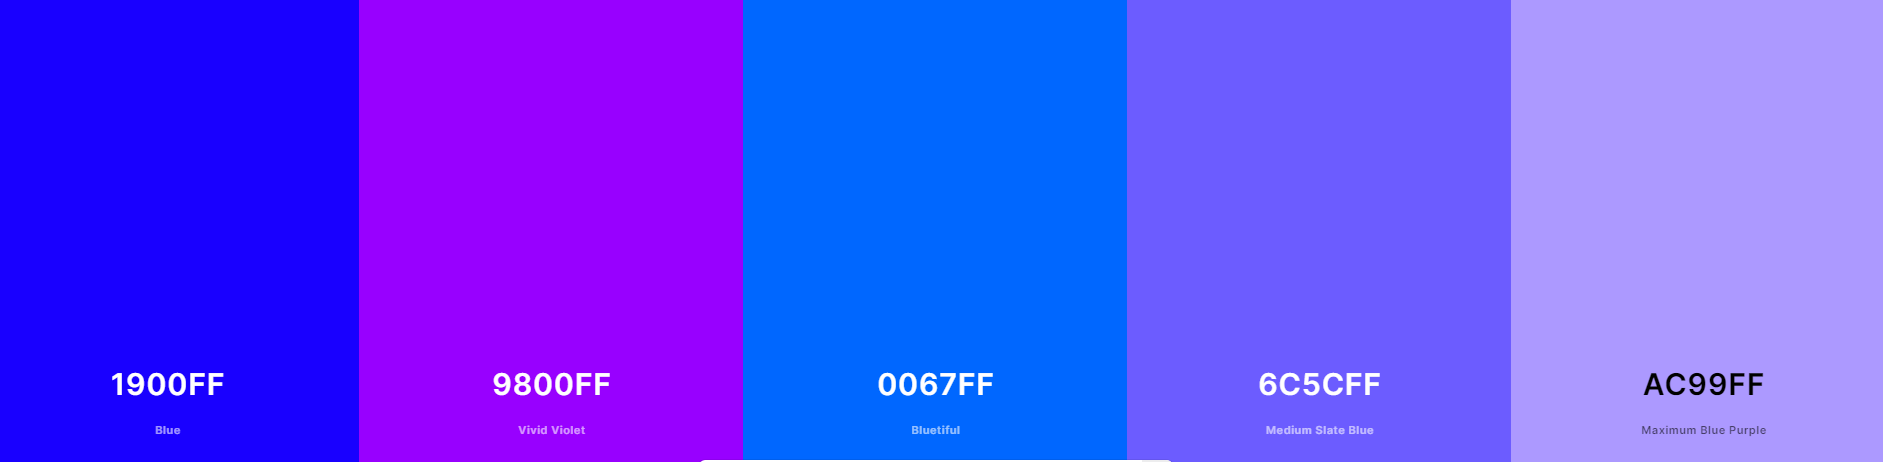 1900FF
Blue
9800FF
Vivid Violet
0067FF
Bluetiful
6C5CFF
Medium Slate Blue
AC99FF
Maximum Blue Purple